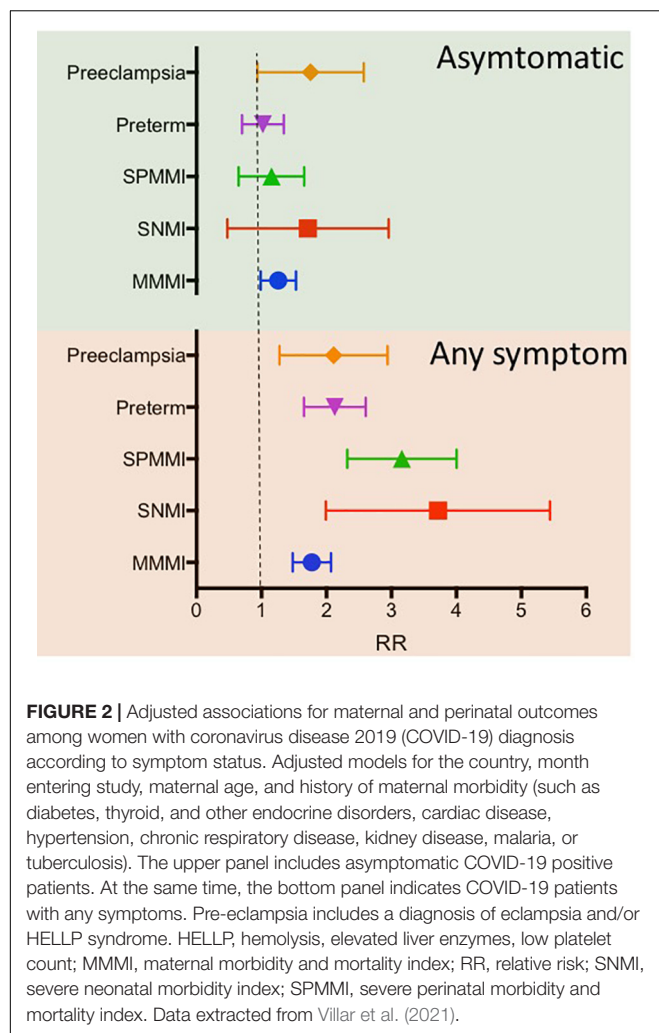 Asymtomatic
Preeclampsia
Preterm
SPMMI
SNMI
MMMI
Any symptom
Preeclampsia
Preterm
SPMMI
SNMI
MMMI
0 1 2 3 4 5 6
RR
FIGURE 2 | Adjusted associations for maternal and perinatal outcomes
among women with coronavirus disease 2019 (COVID-19) diagnosis
according to symptom status. Adjusted models for the country, month
entering study, maternal age, and history of maternal morbidity (such as
diabetes, thyroid, and other endocrine disorders, cardiac disease,
hypertension, chronic respiratory disease, kidney disease, malaria, or
tuberculosis). The upper panel includes asymptomatic COVID-19 positive
patients. At the same time, the bottom panel indicates COVID-19 patients
with any symptoms. Pre-eclampsia includes a diagnosis of eclampsia and/or
HELLP syndrome. HELLP, hemolysis, elevated liver enzymes, low platelet
count; MMMI, maternal morbidity and mortality index; RR, relative risk; SNMI,
severe neonatal morbidity index; SPMMI, severe perinatal morbidity and
mortality index. Data extracted from Villar et al. (2021).